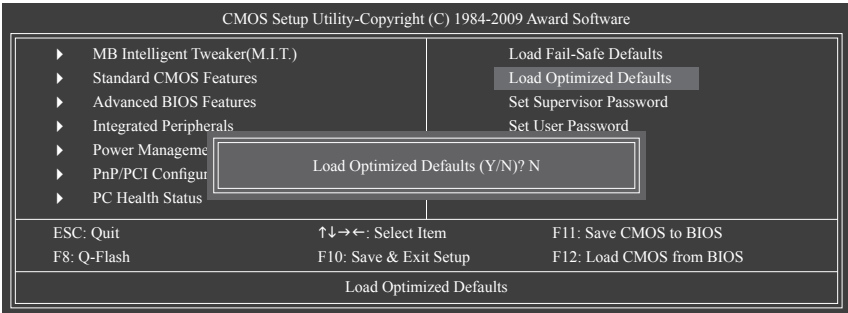 CMOS Setup Utility-Copyright (C) 1984-2009 Award Software
MB Intelligent Tweaker(M.I.T.)
Standard CMOS Features
Advanced BIOS Features
Integrated Peripherals
Power Manageme
PnP/PCI Configur
PC Health Status
Load Fail-Safe Defaults
Load Optimized Defaults
Set Supervisor Password
Set User Password
Load Optimized Defaults (Y/N)? N
ESC: Quit ↑↓→←: Select Item F11: Save CMOS to BIOS
F8: Q-Flash F10: Save & Exit Setup F12: Load CMOS from BIOS
Load Optimized Defaults